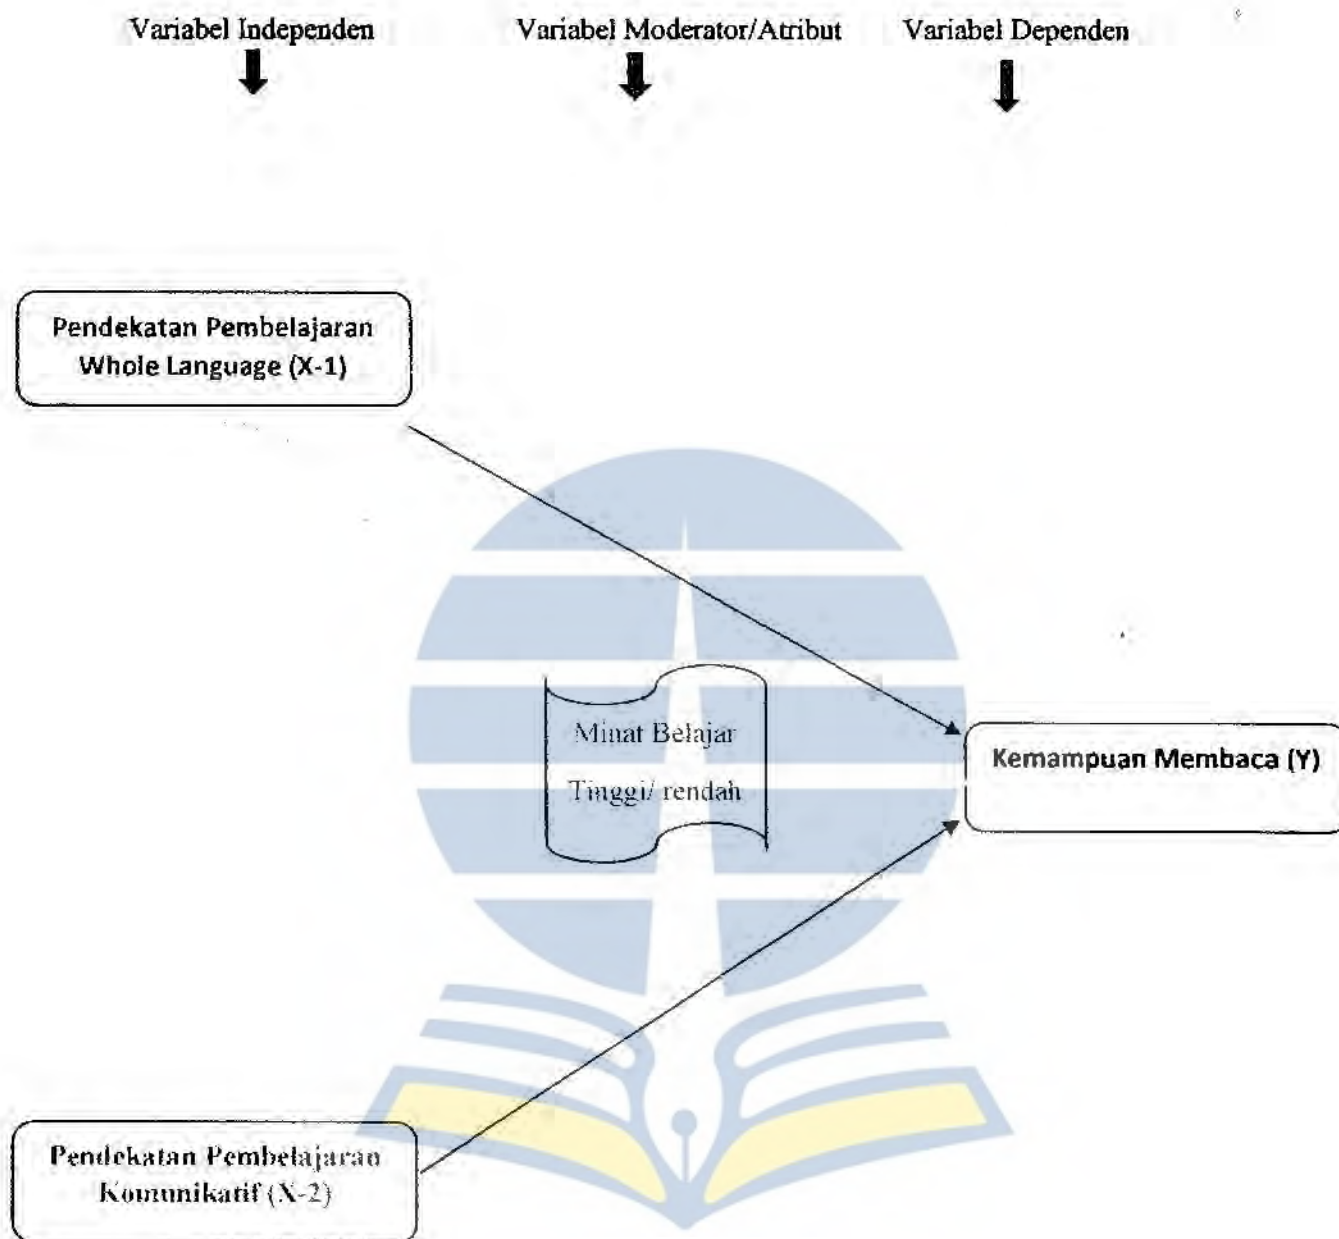 Variabel Independen
Variabel Moderator/Atribut
Variabel Dependen
Pendekatan Pembelajaran
Whole Language (X-1)
Minat Belajar
Tinggi/ rendah
Kemampuan Membaca (Y)
Pendekatan Pembelajaran
Komunikatif (X-2)